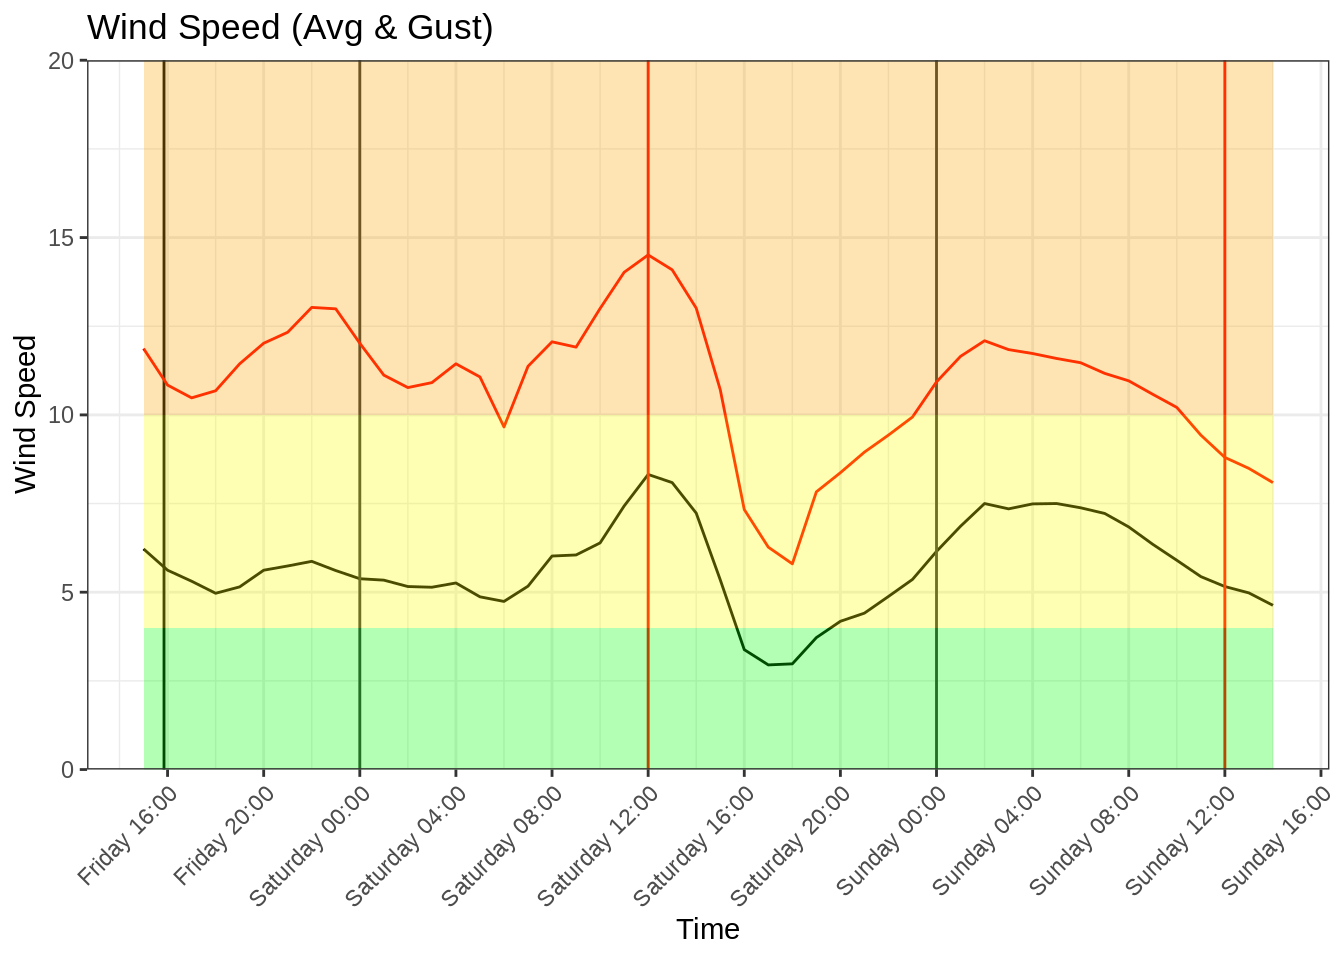 Wind Speed (Avg & Gust)
20
15
10
5
0
Wind Speed
Friday 16:00
Friday 20:00
Saturday 00:00
Saturday 04:00
Saturday 08:00
Saturday 12:00
Saturday 16:00
Saturday 20:00
Sunday 00:00
Sunday 04:00
Sunday 08:00
Sunday 12:00
Sunday 16:00
Time